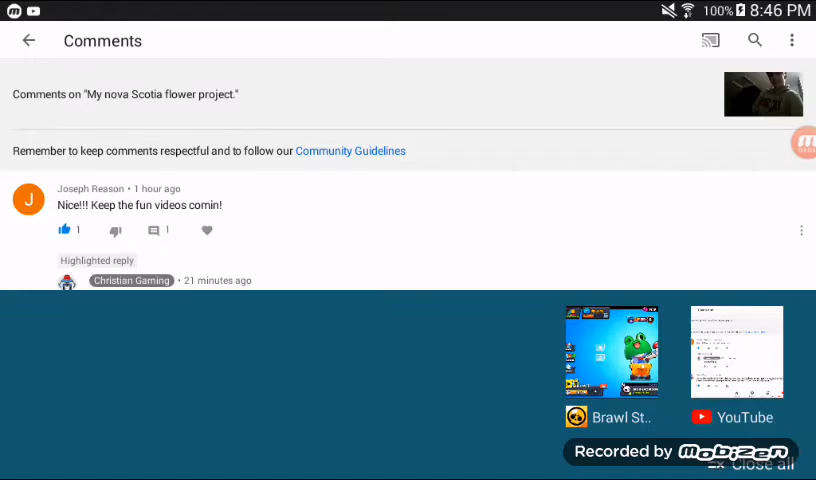 100% 8:46 PM
Comments
Comments on "My nova Scotia flower project."
Remember to keep comments respectful and to follow our Community Guidelines
J
Joseph Reason • 1 hour ago
Nice!!! Keep the fun videos comin!
1 1
Highlighted reply
Christian Gaming • 21 minutes ago
Brawl St..
YouTube
Recorded by mobizen
Close all